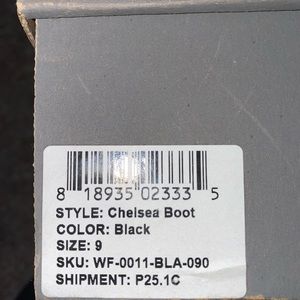 8 18935 02333 5
STYLE: Chelsea Boot
COLOR: Black
SIZE: 9
SKU: WF-0011-BLA-090
SHIPMENT: P25.1C